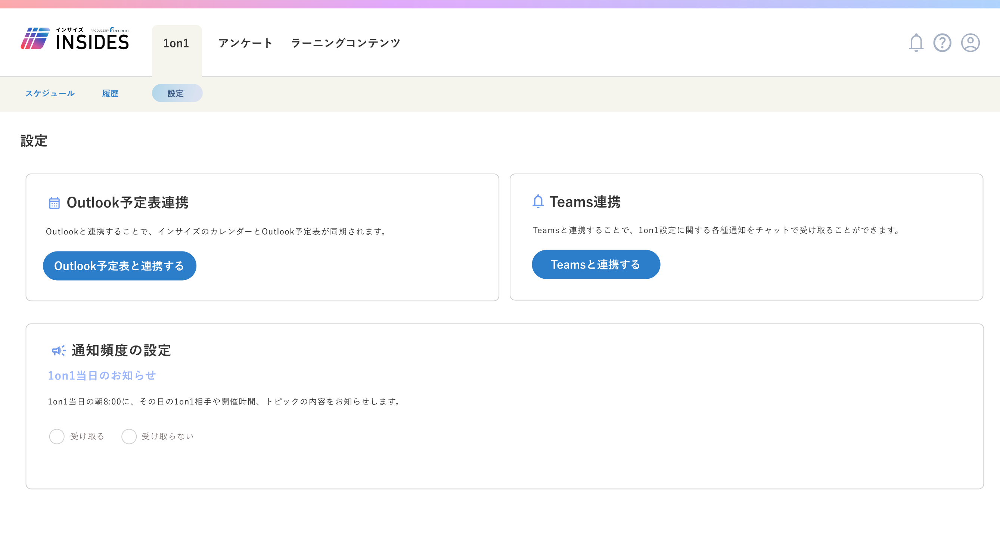 インサイズ PRODUCE BY RECRUIT
INSIDES
1on1 アンケート ラーニングコンテンツ
スケジュール 履歴 設定
設定
Outlook予定表連携
Outlookと連携することで、インサイズのカレンダーとOutlook予定表が同期されます。
Outlook予定表と連携する
Teams連携
Teamsと連携することで、1on1設定に関する各種通知をチャットで受け取ることができます。
Teamsと連携する
通知頻度の設定
1on1当日のお知らせ
1on1当日の朝8:00に、その日の1on1相手や開催時間、トピックの内容をお知らせします。
受け取る 受け取らない